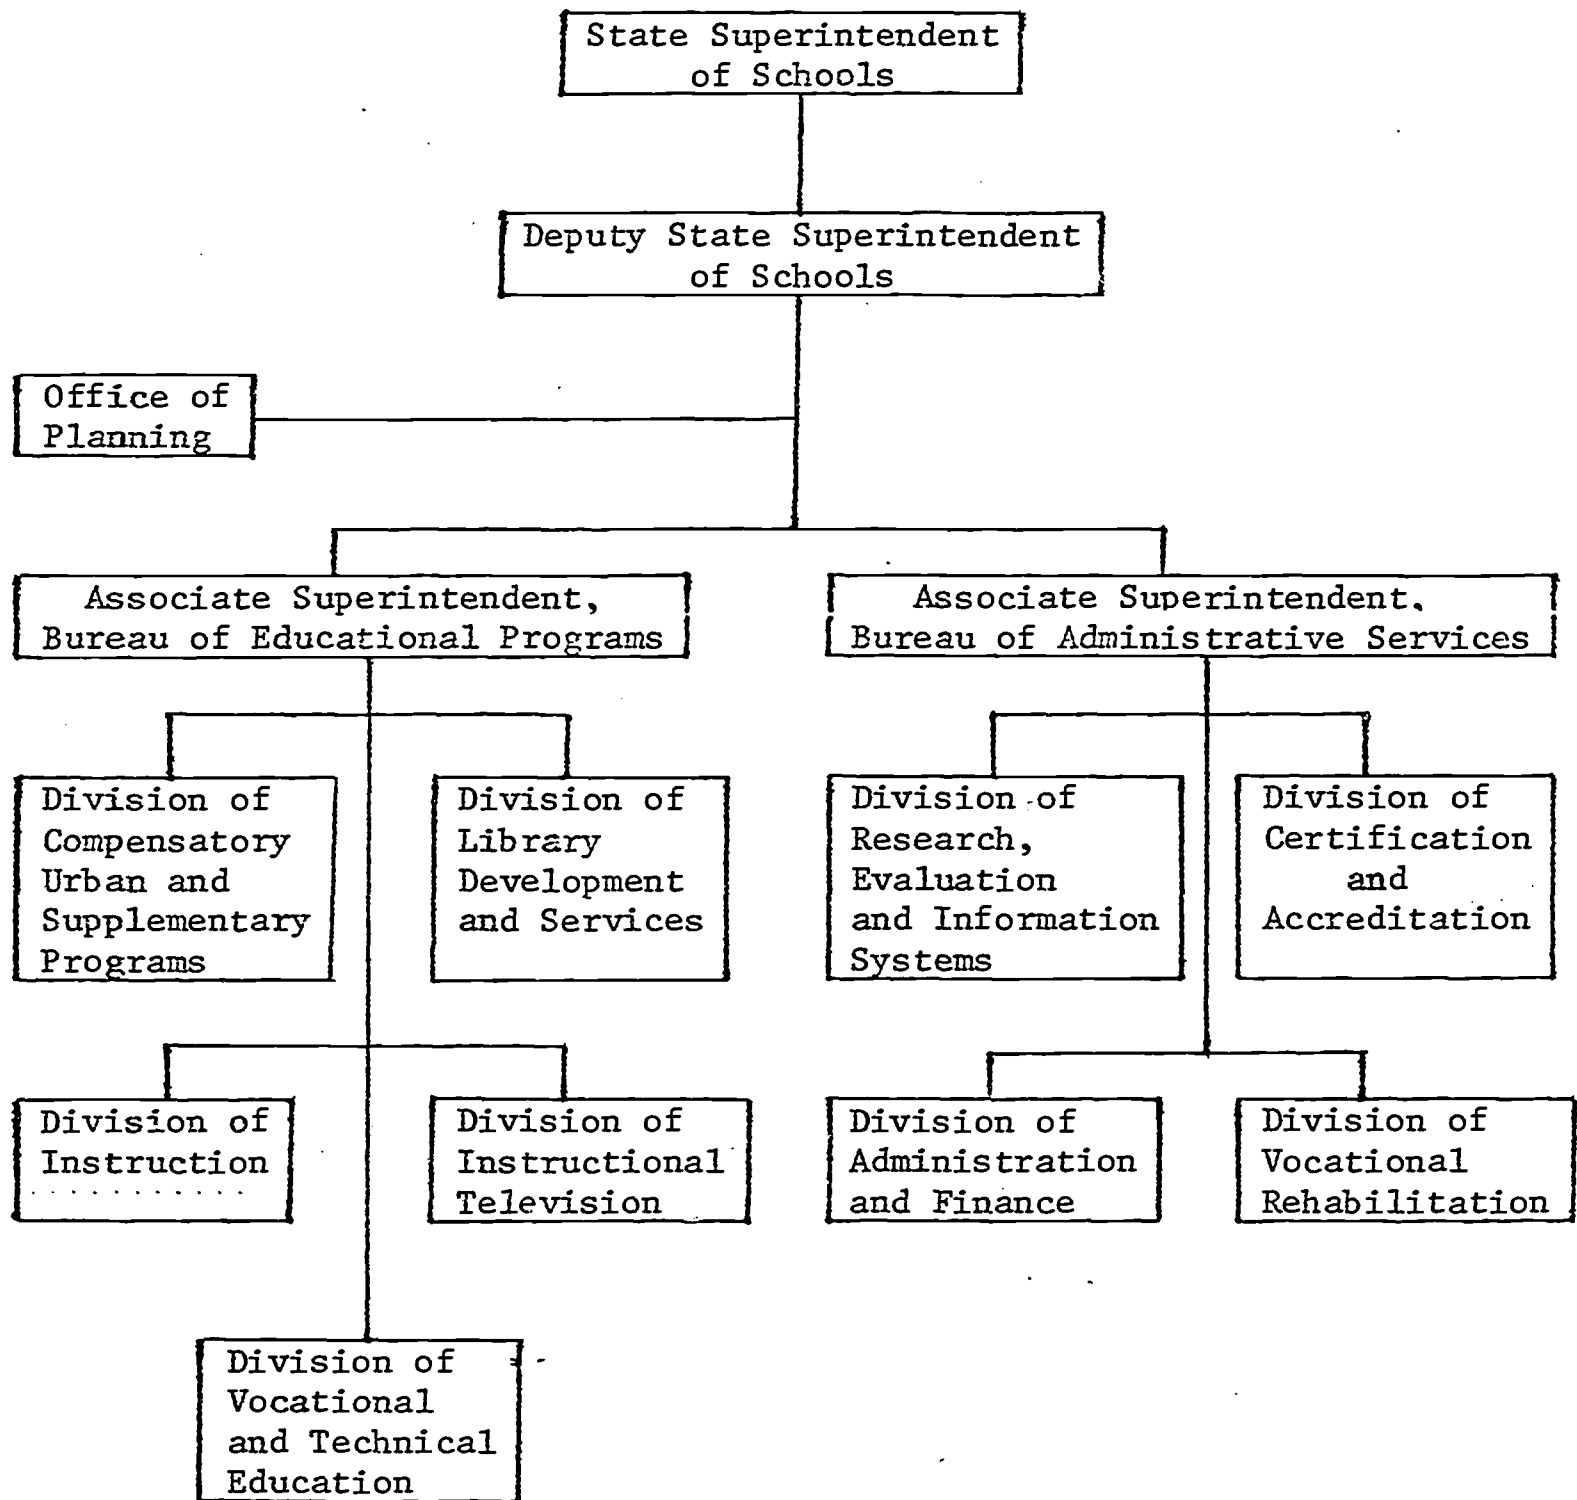 State Superintendent
of Schools
Deputy State Superintendent
of Schools
Office of
Planning
Associate Superintendent,
Bureau of Educational Programs
Associate Superintendent,
Bureau of Administrative Services
Division of
Compensatory
Urban and
Supplementary
Programs
Division of
Library
Development
and Services
Division of
Research,
Evaluation
and Information
Systems
Division of
Certification
and
Accreditation
Division of
Instruction
Division of
Instructional
Television
Division of
Administration
and Finance
Division of
Vocational
Rehabilitation
Division of
Vocational
and Technical
Education